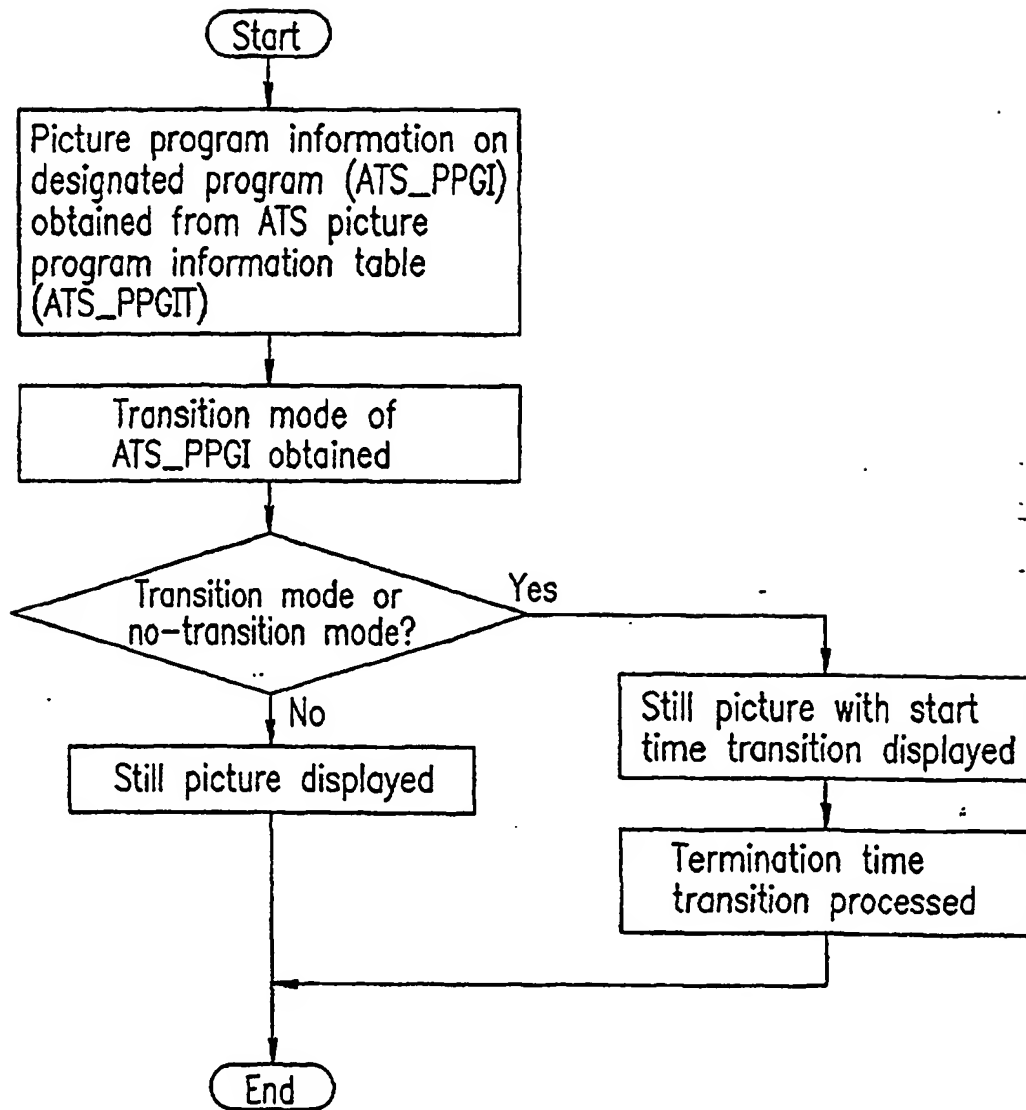 Start
Picture program information on
designated program (ATS_PPGI)
obtained from ATS picture
program information table
(ATS_PPGIT)
Transition mode of
ATS_PPGI obtained
Transition mode or
no-transition mode?
Yes
No
Still picture displayed
Still picture with start
time transition displayed
Termination time
transition processed
End